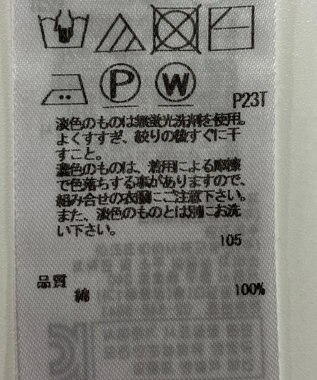 P W
P23T
淡色のものは無蛍光洗剤を使用。
よくすすぎ、絞りの後すぐに干
すこと。
濃色のものは、着用による摩擦
で色落ちする事がありますので、
組み合せの衣類にご注意下さい。
また、淡色のものとは別にお洗
い下さい。
105
品質
綿 100%